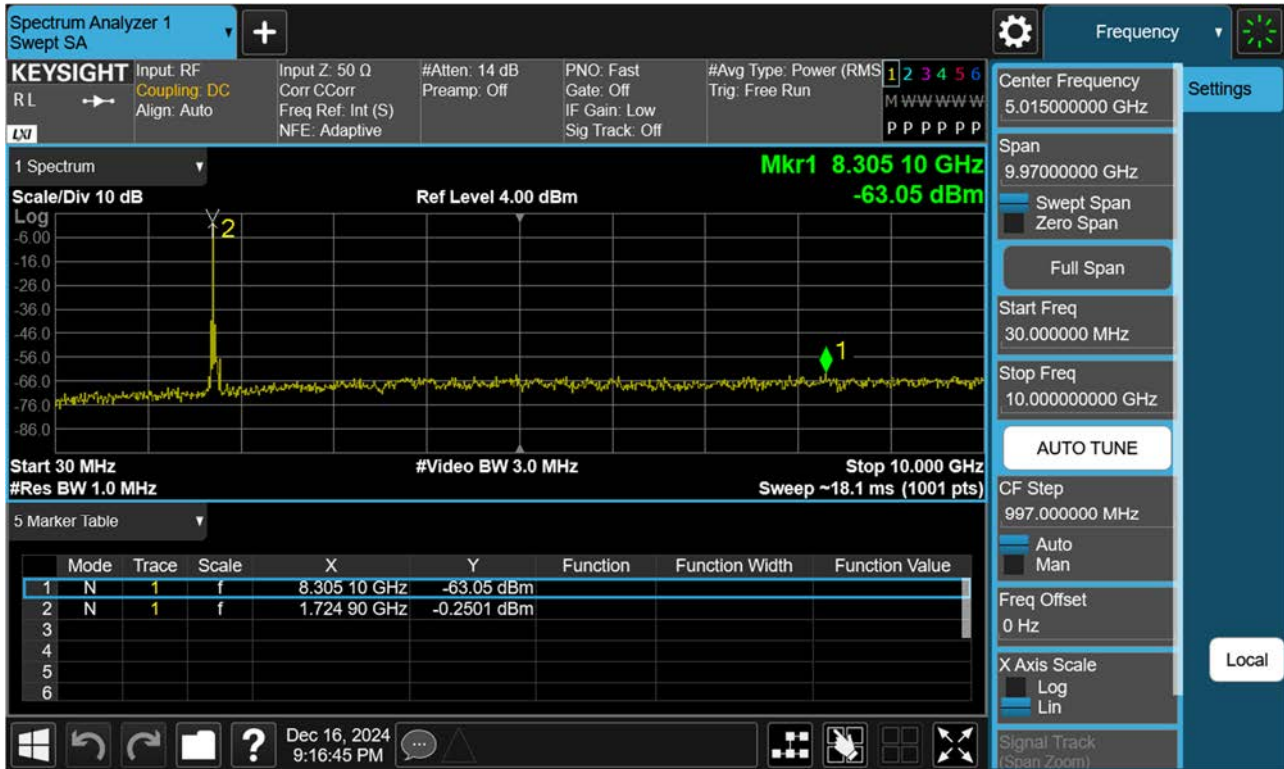 Spectrum Analyzer 1
Swept SA
Frequency
KEYSIGHT
RL
LXI
Input: RF
Coupling: DC
Align: Auto
Input Z: 50 Ω
Corr CCorr
Freq Ref: Int (S)
NFE: Adaptive
#Atten: 14 dB
Preamp: Off
PNO: Fast
Gate: Off
IF Gain: Low
Sig Track: Off
#Avg Type: Power (RMS
Trig: Free Run
1 2 3 4 5 6
M W W W W W
P P P P P P
1 Spectrum
Mkr1 8.305 10 GHz
Scale/Div 10 dB
Ref Level 4.00 dBm
-63.05 dBm
Log
2
-6.00
-16.0
-26.0
-36.0
-46.0
1
-56.0
-66.0
-76.0
-86.0
Start 30 MHz
#Video BW 3.0 MHz
Stop 10.000 GHz
#Res BW 1.0 MHz
Sweep ~18.1 ms (1001 pts)
5 Marker Table
Mode Trace Scale X Y Function Function Width Function Value
1 N 1 f 8.305 10 GHz -63.05 dBm
2 N 1 f 1.724 90 GHz -0.2501 dBm
3
4
5
6
Dec 16, 2024
9:16:45 PM
Center Frequency
5.015000000 GHz
Span
9.97000000 GHz
Swept Span
Zero Span
Full Span
Start Freq
30.000000 MHz
Stop Freq
10.000000000 GHz
AUTO TUNE
CF Step
997.000000 MHz
Auto
Man
Freq Offset
0 Hz
X Axis Scale
Log
Lin
Signal Track
(Span Zoom)
Settings
Local